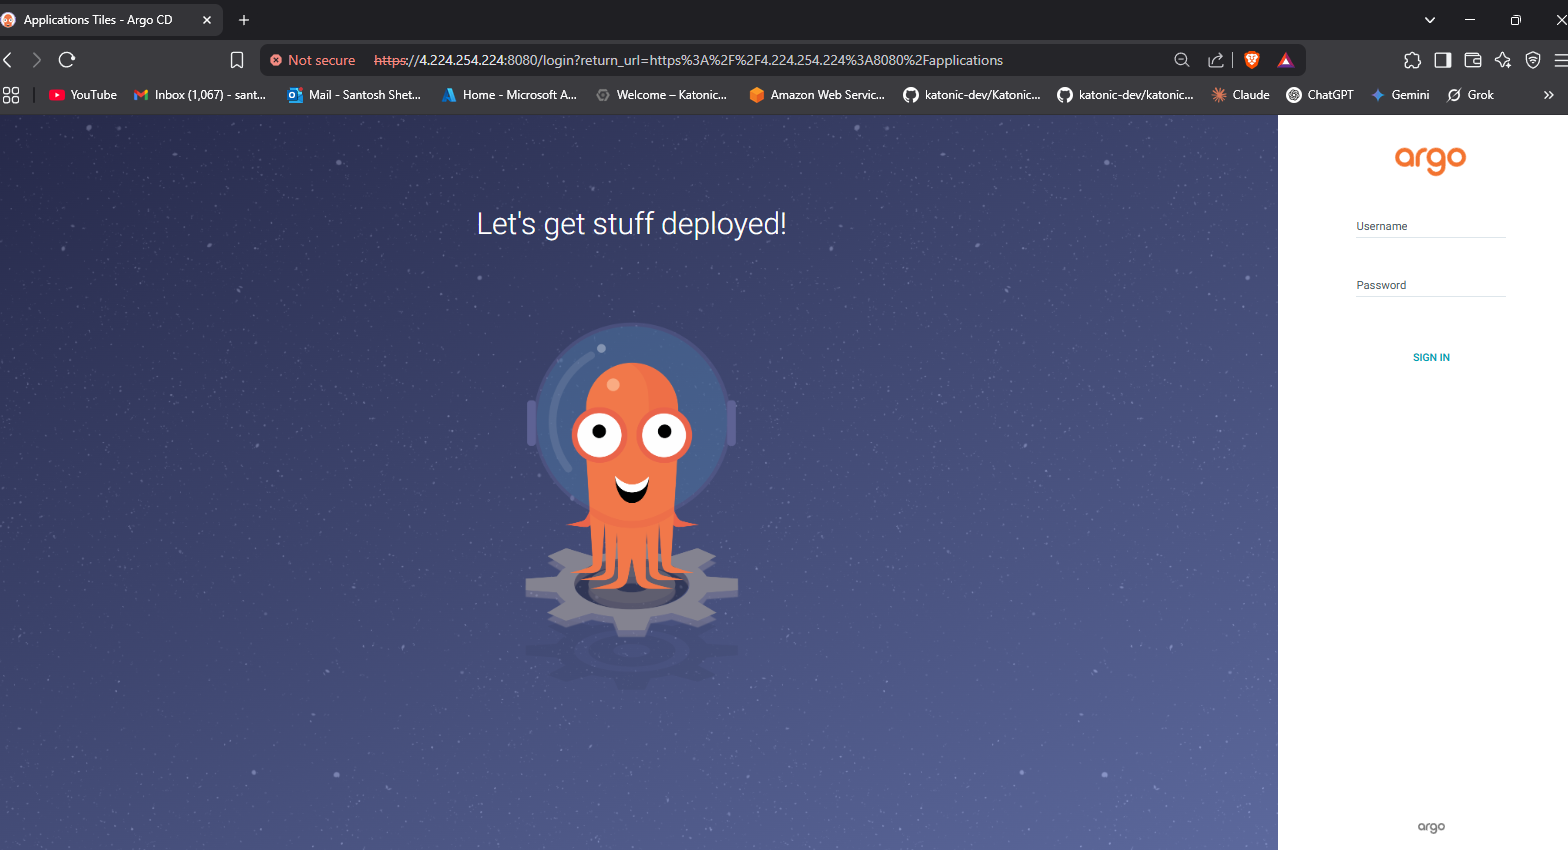 Applications Tiles - Argo CD
Not secure https://4.224.254.224:8080/login?return_url=https%3A%2F%2F4.224.254.224%3A8080%2Fapplications
YouTube Inbox (1,067) - sant... Mail - Santosh Shet... Home - Microsoft A... Welcome – Katonic... Amazon Web Servic... katonic-dev/Katonic... katonic-dev/katonic... Claude ChatGPT Gemini Grok »
Let's get stuff deployed!
argo
Username
Password
SIGN IN
argo